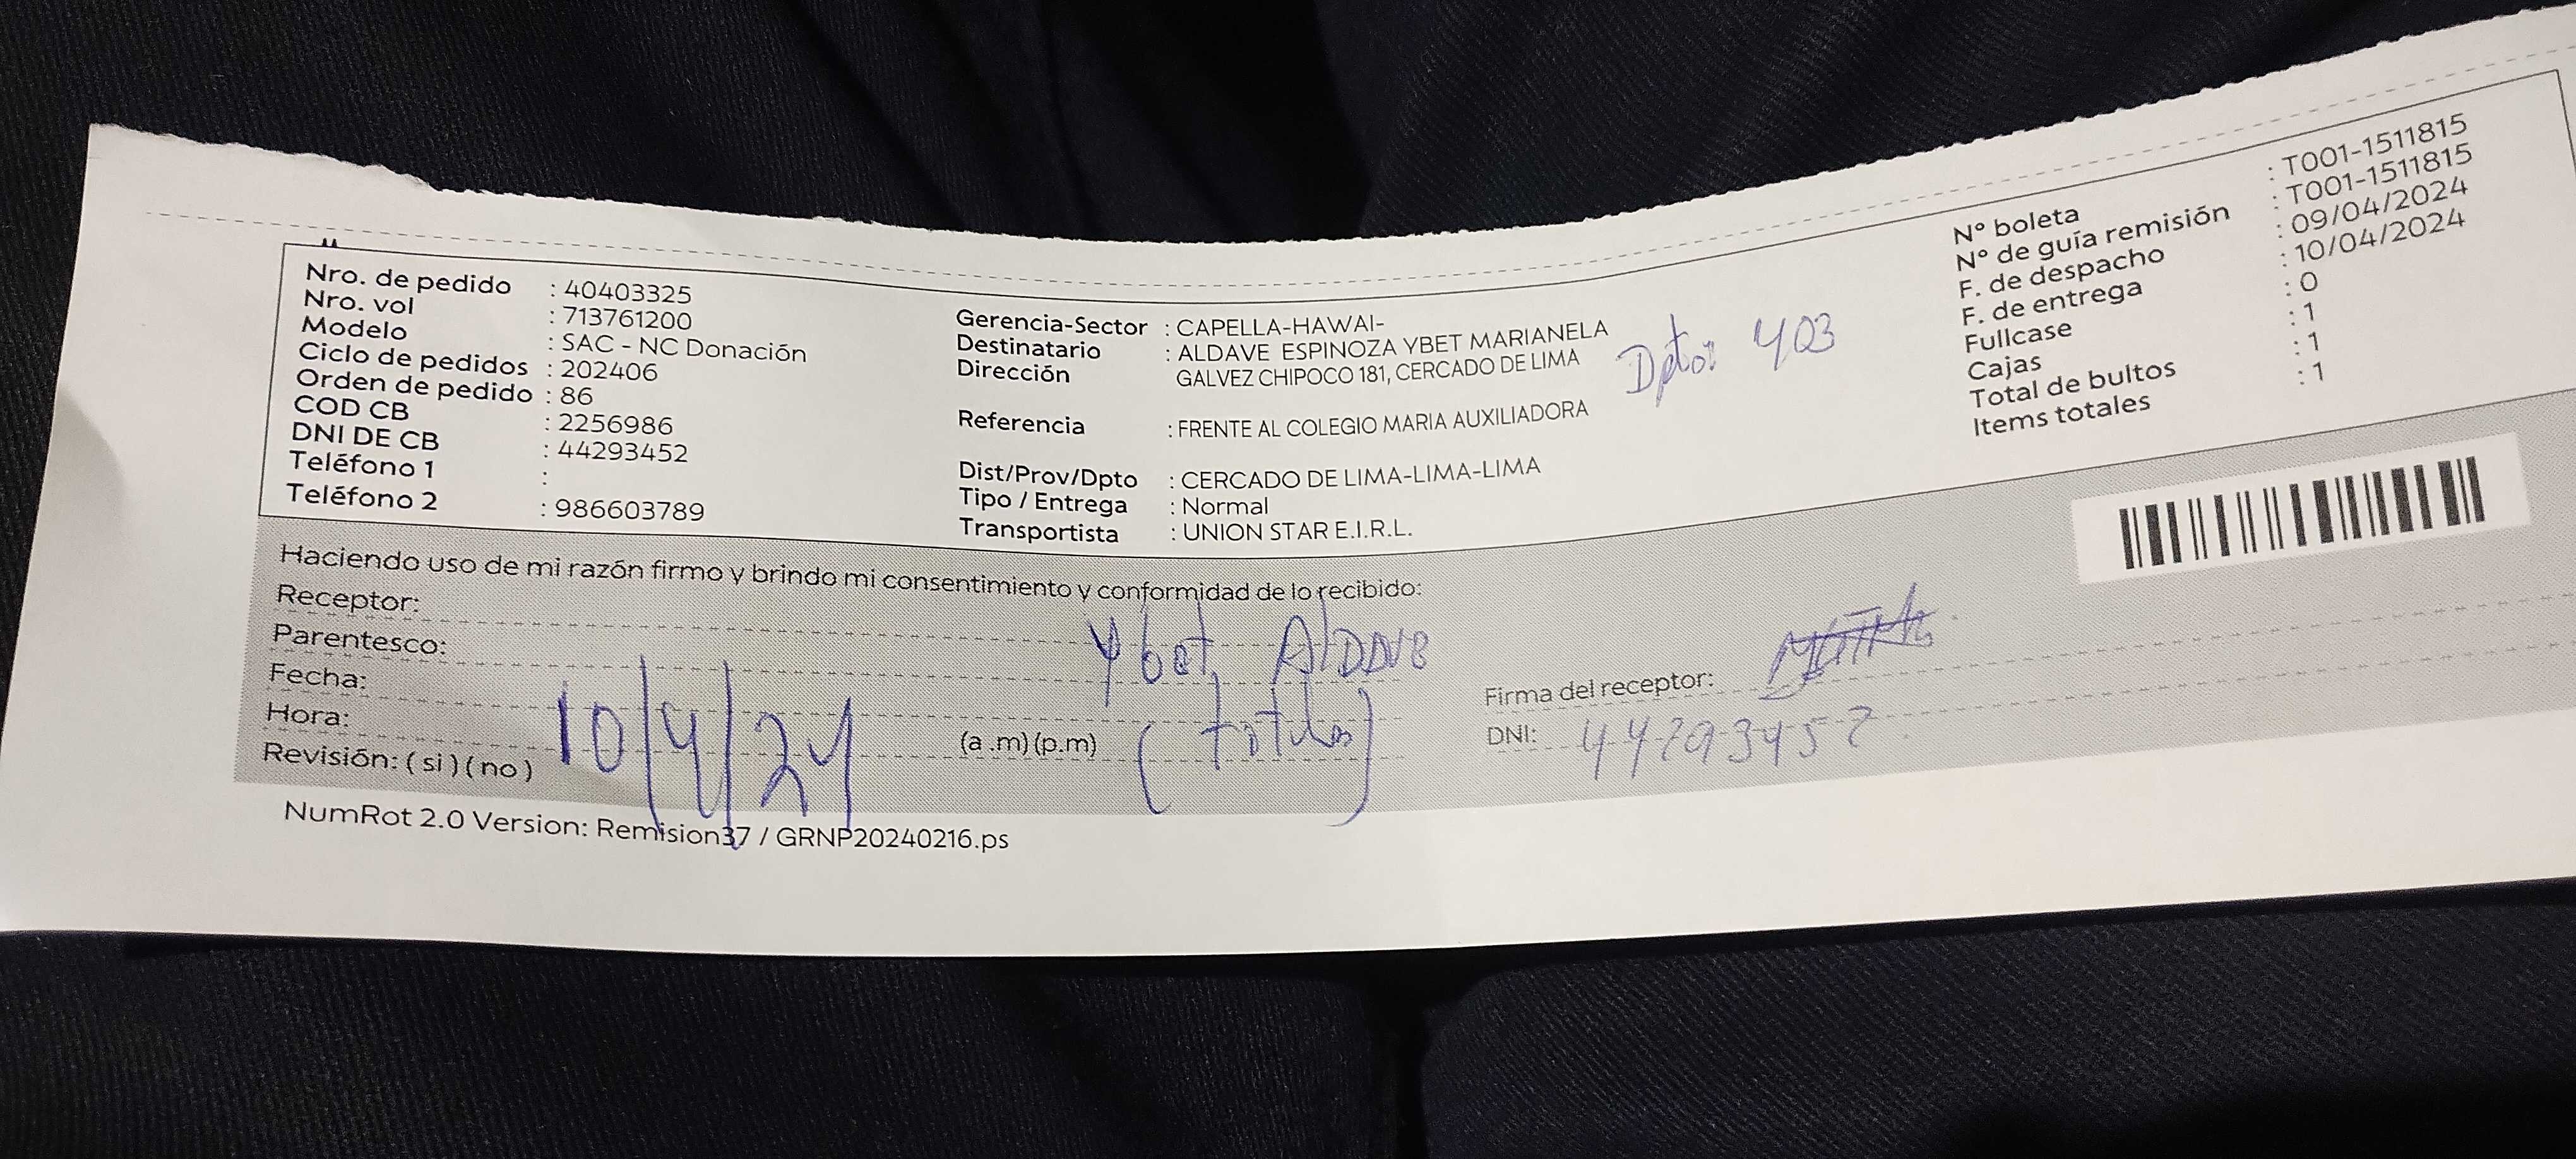 Nro. de pedido : 40403325
Nro. vol : 713761200
Modelo : SAC - NC Donación
Ciclo de pedidos : 202406
Orden de pedido : 86
COD CB : 2256986
DNI DE CB : 44293452
Teléfono 1 :
Teléfono 2 : 986603789
Gerencia-Sector : CAPELLA-HAWAI-
Destinatario : ALDAVE ESPINOZA YBET MARIANELA
Dirección GALVEZ CHIPOCO 181, CERCADO DE LIMA
Dpto: 403
Referencia : FRENTE AL COLEGIO MARIA AUXILIADORA
Dist/Prov/Dpto : CERCADO DE LIMA-LIMA-LIMA
Tipo / Entrega : Normal
Transportista : UNION STAR E.I.R.L.
N° boleta : T001-1511815
N° de guía remisión : T001-1511815
F. de despacho : 09/04/2024
F. de entrega : 10/04/2024
Fullcase : 0
Cajas : 1
Total de bultos : 1
Items totales : 1
Haciendo uso de mi razón firmo y brindo mi consentimiento y conformidad de lo recibido:
Receptor:
Ybet Aldave
Parentesco:
Fecha:
10/4/24
Hora: (a .m) (p.m)
Revisión: ( si ) ( no )
Firma del receptor:
DNI: 44293452
NumRot 2.0 Version: Remision37 / GRNP20240216.ps